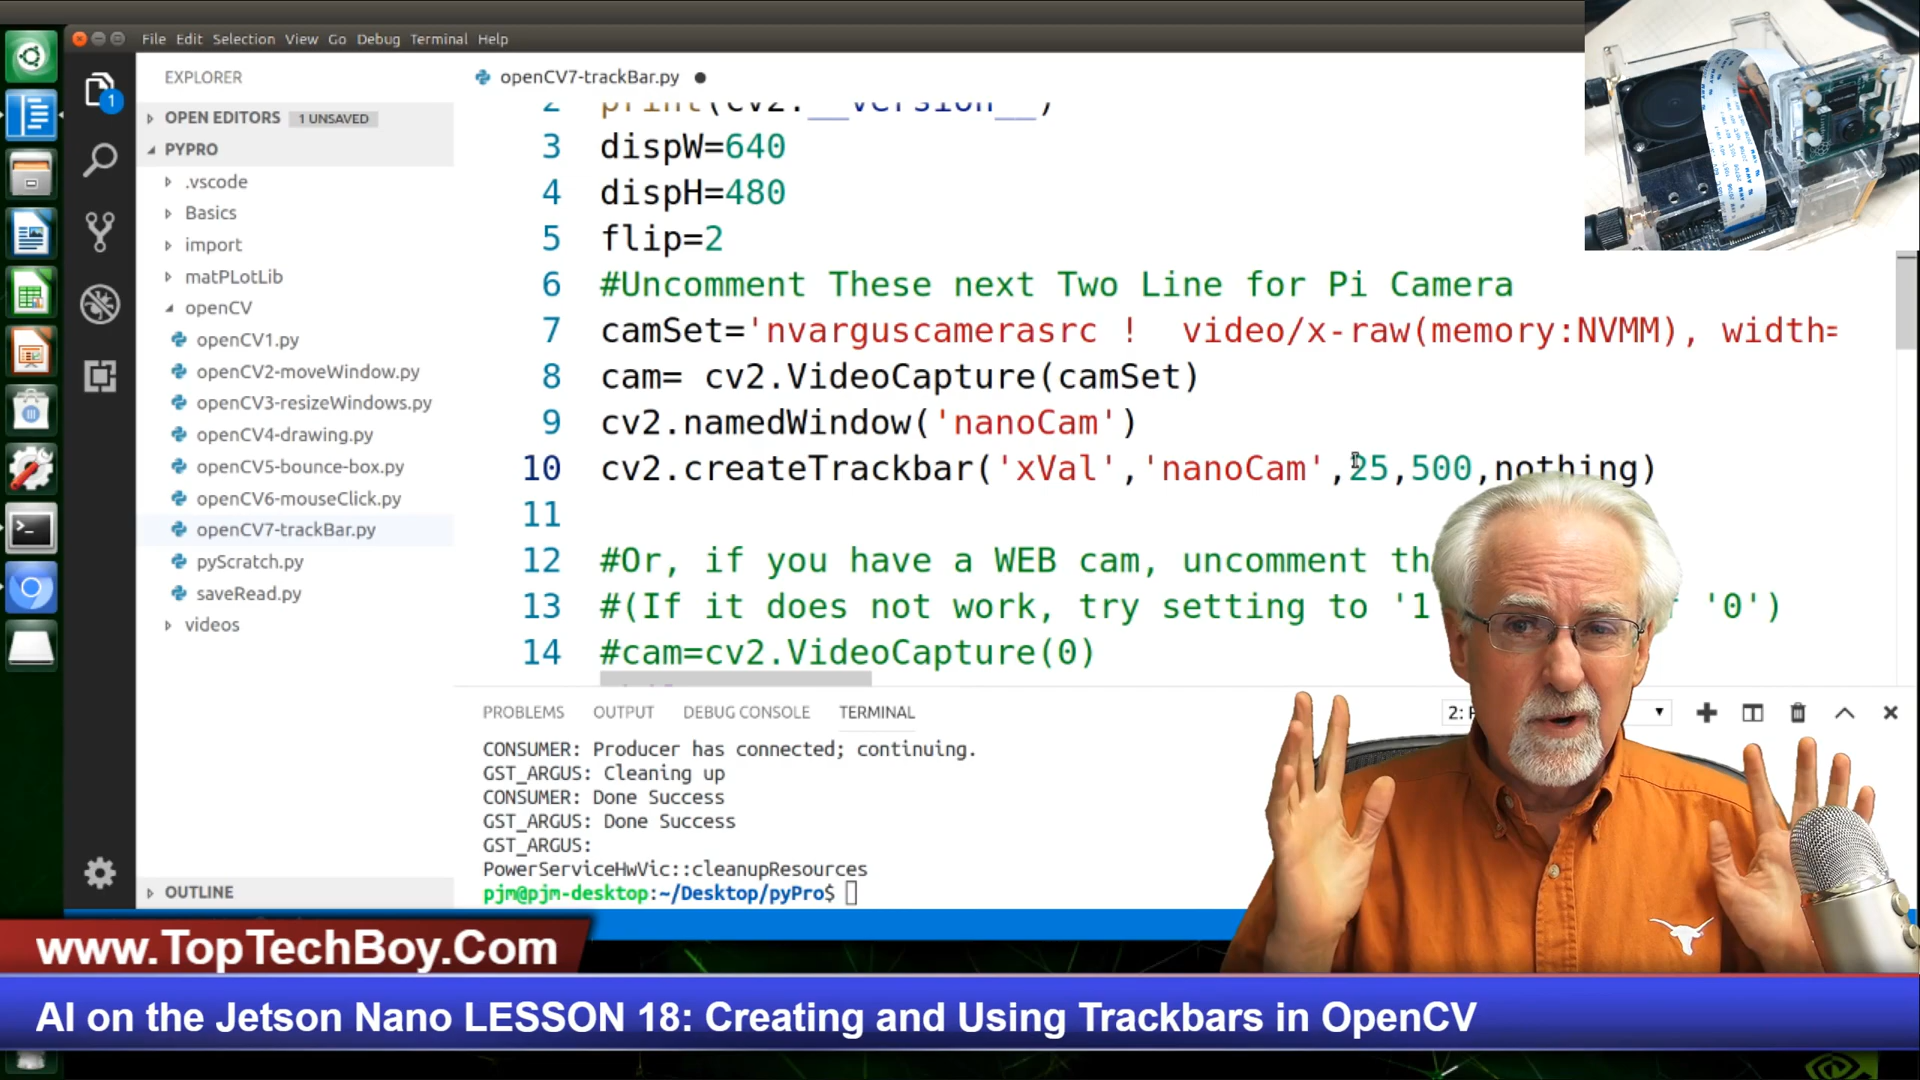 File Edit Selection View Go Debug Terminal Help
EXPLORER
OPEN EDITORS 1 UNSAVED
PYPRO
.vscode
Basics
import
matPLotLib
openCV
openCV1.py
openCV2-moveWindow.py
openCV3-resizeWindows.py
openCV4-drawing.py
openCV5-bounce-box.py
openCV6-mouseClick.py
openCV7-trackBar.py
pyScratch.py
saveRead.py
videos
OUTLINE
1
openCV7-trackBar.py
2 print(cv2.__version__)
3 dispW=640
4 dispH=480
5 flip=2
6 #Uncomment These next Two Line for Pi Camera
7 camSet='nvarguscamerasrc ! video/x-raw(memory:NVMM), width=
8 cam= cv2.VideoCapture(camSet)
9 cv2.namedWindow('nanoCam')
10 cv2.createTrackbar('xVal','nanoCam',25,500,nothing)
11
12 #Or, if you have a WEB cam, uncomment
13 #(If it does not work, try setting to '1 '0')
14 #cam=cv2.VideoCapture(0)
PROBLEMS OUTPUT DEBUG CONSOLE TERMINAL
2:
CONSUMER: Producer has connected; continuing.
GST_ARGUS: Cleaning up
CONSUMER: Done Success
GST_ARGUS: Done Success
GST_ARGUS:
PowerServiceHwVic::cleanupResources
pjm@pjm-desktop:~/Desktop/pyPro$
www.TopTechBoy.Com
AI on the Jetson Nano LESSON 18: Creating and Using Trackbars in OpenCV